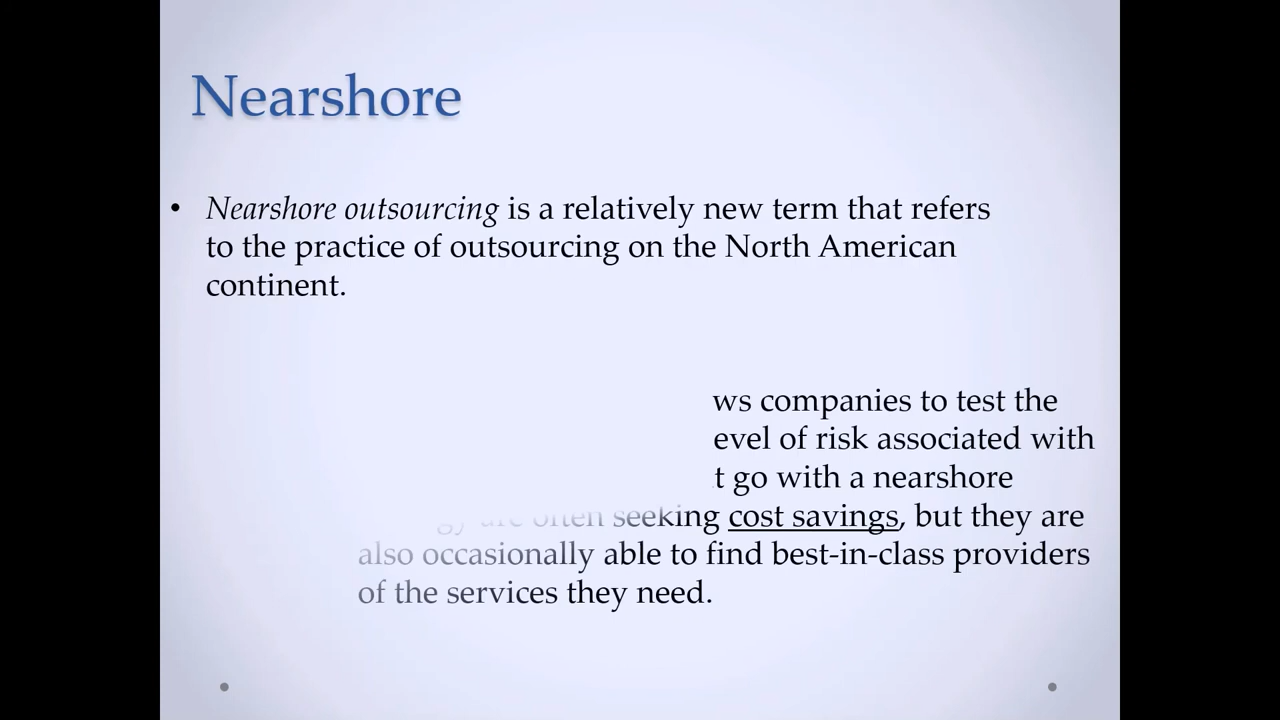 Nearshore
• Nearshore outsourcing is a relatively new term that refers
to the practice of outsourcing on the North American
continent.
companies to test the
of risk associated with
go with a nearshore
are often seeking cost savings, but they are
also occasionally able to find best-in-class providers
of the services they need.